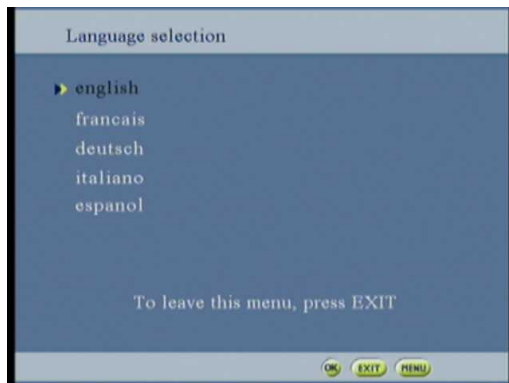 Language selection
english
francais
deutsch
italiano
espanol
To leave this menu, press EXIT
OK EXIT MENU